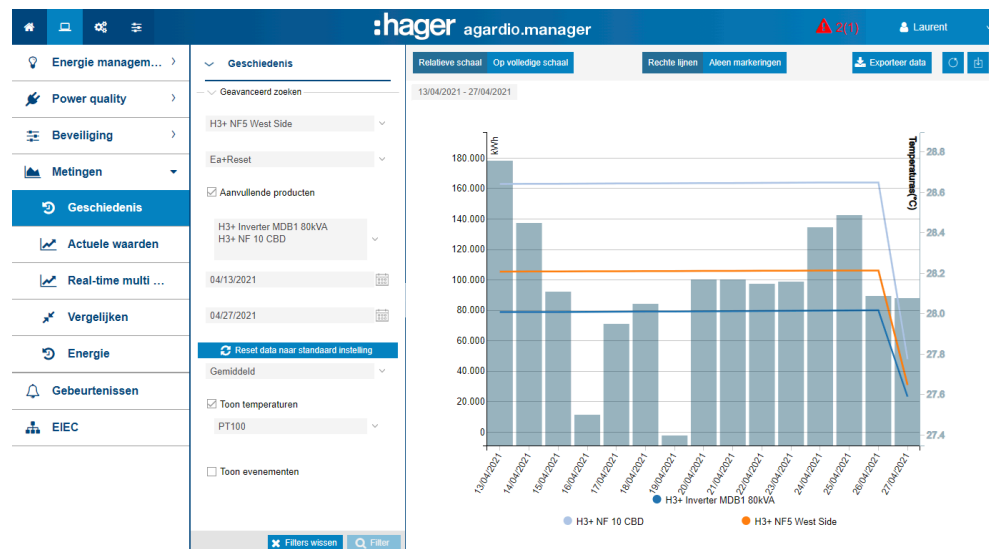 :hager agardio.manager
2(1)
Laurent
Energie managem...
Power quality
Beveiliging
Metingen
Geschiedenis
Actuele waarden
Real-time multi ...
Vergelijken
Energie
Gebeurtenissen
EIEC
Geschiedenis
Geavanceerd zoeken
H3+ NF5 West Side
Ea+Reset
Aanvullende producten
H3+ Inverter MDB1 80kVA
H3+ NF 10 CBD
04/13/2021
04/27/2021
Reset data naar standaard instelling
Gemiddeld
Toon temperaturen
PT100
Toon evenementen
Filters wissen Filter
Relatieve schaal Op volledige schaal Rechte lijnen Aleen markeringen Exporteer data
13/04/2021 - 27/04/2021
kWh
180.000
160.000
140.000
120.000
100.000
80.000
60.000
40.000
20.000
0
Temperaturas(°C)
28.8
28.6
28.4
28.2
28.0
27.8
27.6
27.4
13/04/2021
14/04/2021
15/04/2021
16/04/2021
17/04/2021
18/04/2021
19/04/2021
20/04/2021
21/04/2021
22/04/2021
23/04/2021
24/04/2021
25/04/2021
26/04/2021
27/04/2021
H3+ Inverter MDB1 80kVA
H3+ NF 10 CBD H3+ NF5 West Side